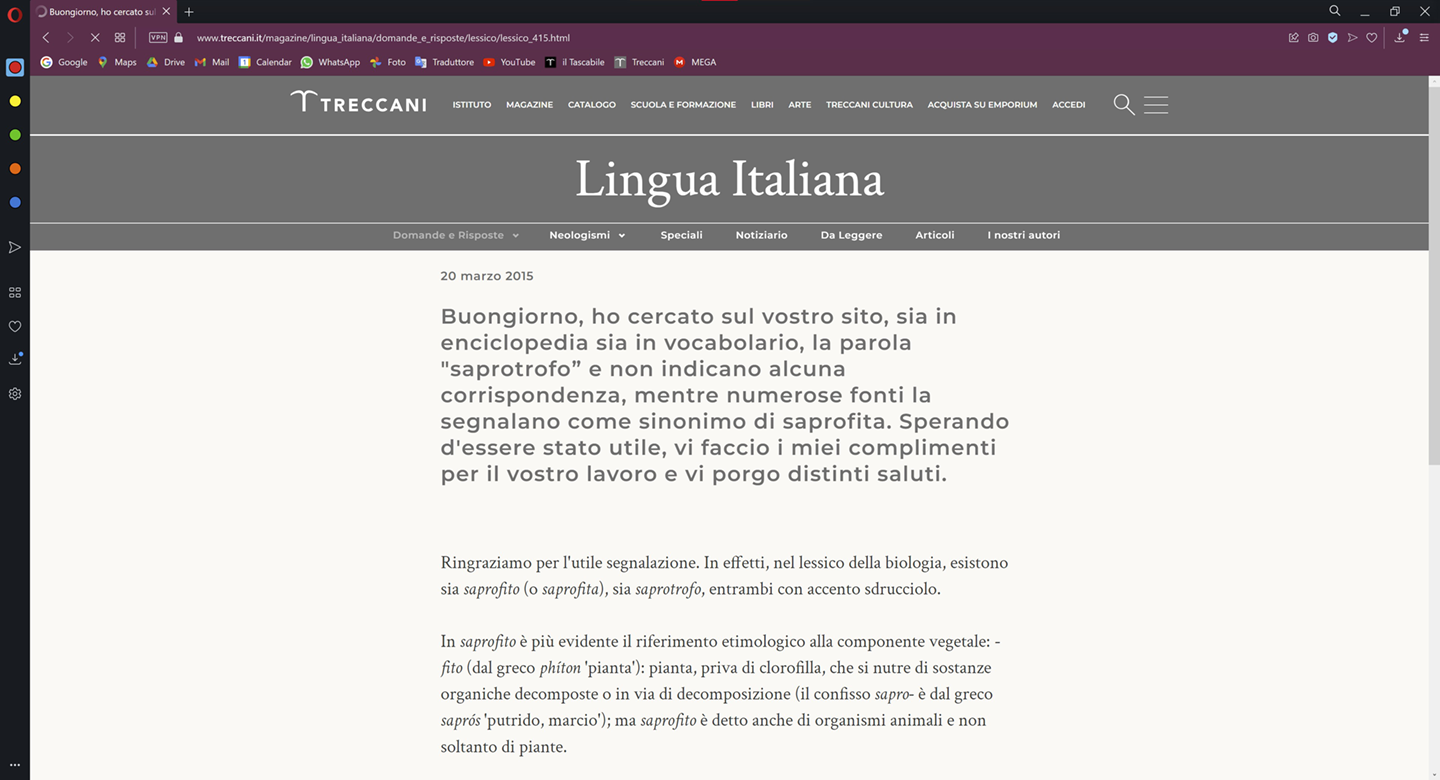 Buongiorno, ho cercato sul
VPN
www.treccani.it/magazine/lingua_italiana/domande_e_risposte/lessico/lessico_415.html
Google Maps Drive Mail Calendar WhatsApp Foto Traduttore YouTube il Tascabile Treccani MEGA
TRECCANI ISTITUTO MAGAZINE CATALOGO SCUOLA E FORMAZIONE LIBRI ARTE TRECCANI CULTURA ACQUISTA SU EMPORIUM ACCEDI
Lingua Italiana
Domande e Risposte Neologismi Speciali Notiziario Da Leggere Articoli I nostri autori
20 marzo 2015
Buongiorno, ho cercato sul vostro sito, sia in
enciclopedia sia in vocabolario, la parola
"saprotrofo” e non indicano alcuna
corrispondenza, mentre numerose fonti la
segnalano come sinonimo di saprofita. Sperando
d'essere stato utile, vi faccio i miei complimenti
per il vostro lavoro e vi porgo distinti saluti.
Ringraziamo per l'utile segnalazione. In effetti, nel lessico della biologia, esistono
sia saprofito (o saprofita), sia saprotrofo, entrambi con accento sdrucciolo.
In saprofito è più evidente il riferimento etimologico alla componente vegetale: -
fito (dal greco phíton 'pianta'): pianta, priva di clorofilla, che si nutre di sostanze
organiche decomposte o in via di decomposizione (il confisso sapro- è dal greco
saprós 'putrido, marcio'); ma saprofito è detto anche di organismi animali e non
soltanto di piante.